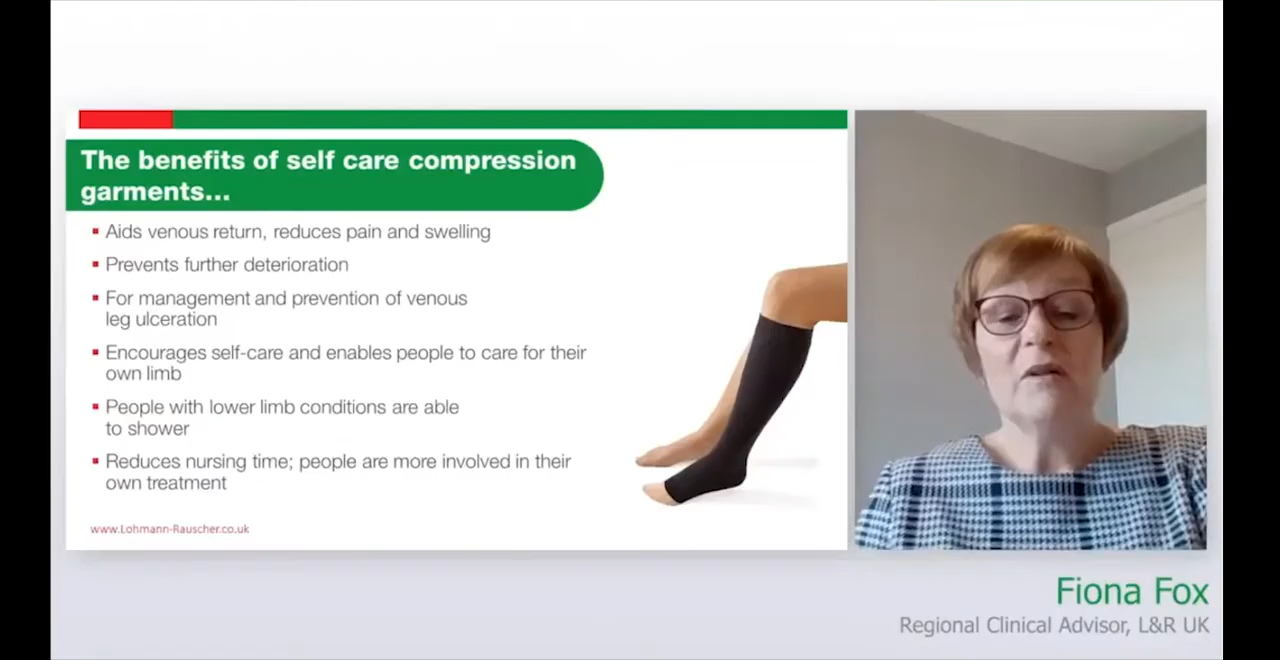 The benefits of self care compression
garments...
Aids venous return, reduces pain and swelling
Prevents further deterioration
For management and prevention of venous
leg ulceration
Encourages self-care and enables people to care for their
own limb
People with lower limb conditions are able
to shower
Reduces nursing time; people are more involved in their
own treatment
www.Lohmann-Rauscher.co.uk
Fiona Fox
Regional Clinical Advisor, L&R UK